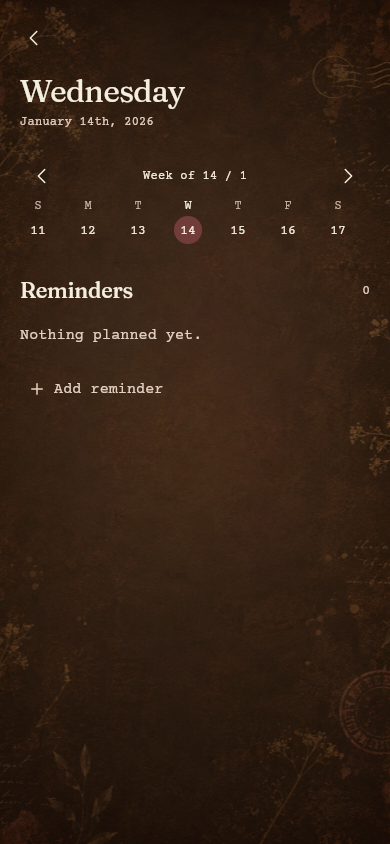 Wednesday
January 14th, 2026
Week of 14 / 1
S M T W T F S
11 12 13 14 15 16 17
Reminders 0
Nothing planned yet.
+ Add reminder